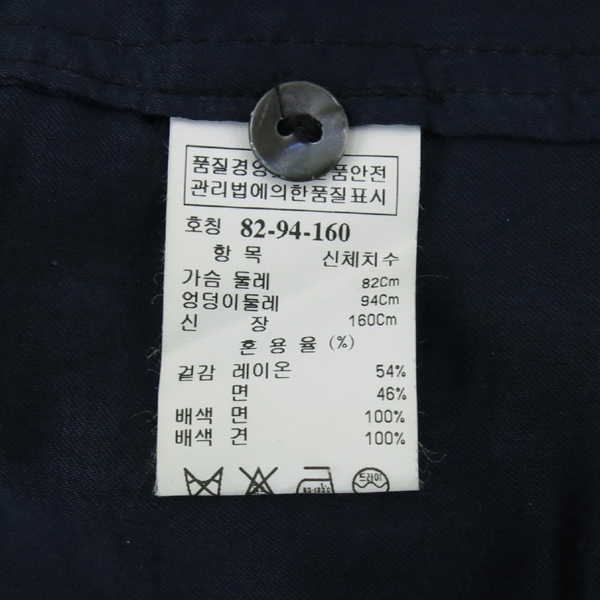 품질경영 품안전
관리법에의한품질표시
호칭 82-94-160
항 목 신체치수
가슴 둘레 82Cm
엉덩이둘레 94Cm
신 장 160Cm
혼 용 율 (%)
겉감 레이온 54%
면 46%
배색 면 100%
배색 견 100%
드라이